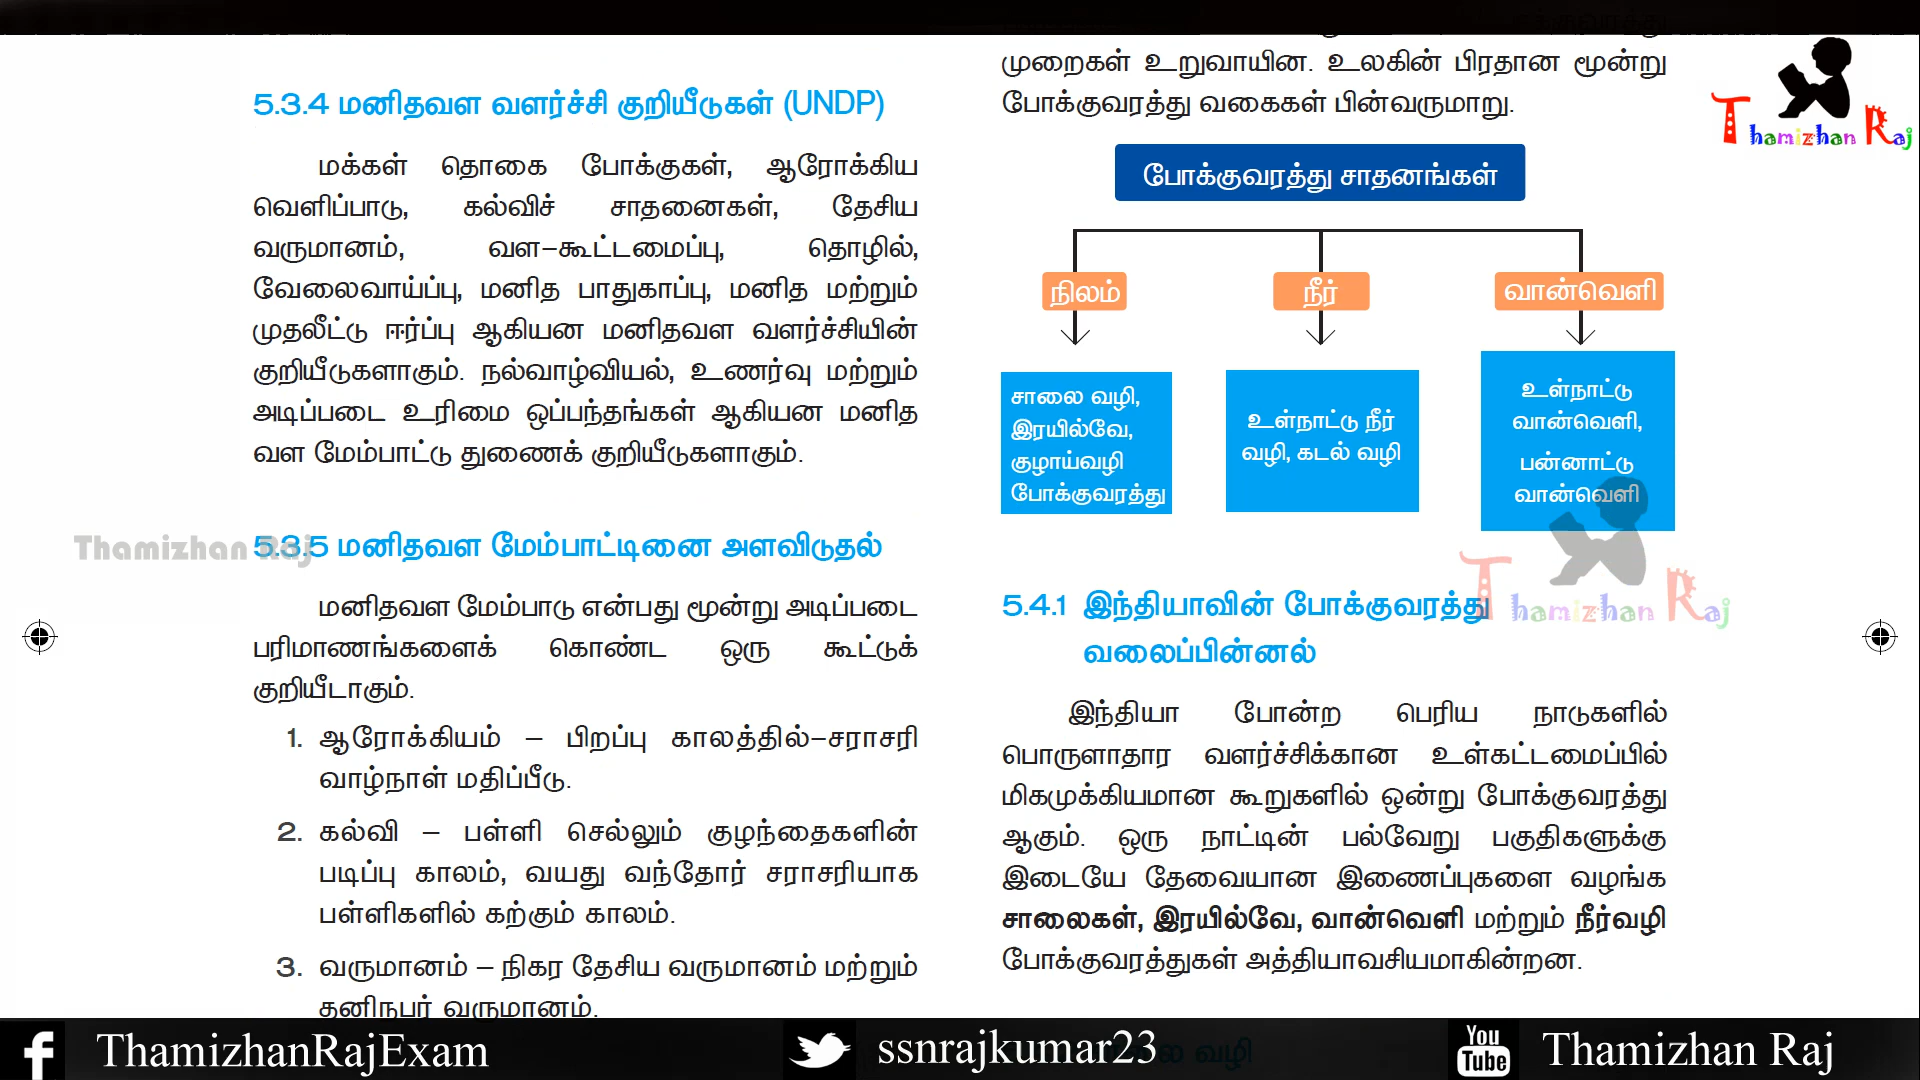 5.3.4 மனிதவள வளர்ச்சி குறியீடுகள் (UNDP)
மக்கள் தொகை போக்குகள், ஆரோக்கிய
வெளிப்பாடு, கல்விச் சாதனைகள், தேசிய
வருமானம், வள-கூட்டமைப்பு, தொழில்,
வேலைவாய்ப்பு, மனித பாதுகாப்பு, மனித மற்றும்
முதலீட்டு ஈர்ப்பு ஆகியன மனிதவள வளர்ச்சியின்
குறியீடுகளாகும். நல்வாழ்வியல், உணர்வு மற்றும்
அடிப்படை உரிமை ஒப்பந்தங்கள் ஆகியன மனித
வள மேம்பாட்டு துணைக் குறியீடுகளாகும்.
Thamizhan Raj
5.3.5 மனிதவள மேம்பாட்டினை அளவிடுதல்
மனிதவள மேம்பாடு என்பது மூன்று அடிப்படை
பரிமாணங்களைக் கொண்ட ஒரு கூட்டுக்
குறியீடாகும்.
1. ஆரோக்கியம் – பிறப்பு காலத்தில்-சராசரி
வாழ்நாள் மதிப்பீடு.
2. கல்வி – பள்ளி செல்லும் குழந்தைகளின்
படிப்பு காலம், வயது வந்தோர் சராசரியாக
பள்ளிகளில் கற்கும் காலம்.
3. வருமானம் – நிகர தேசிய வருமானம் மற்றும்
தனிநபர் வருமானம்.
முறைகள் உறுவாயின. உலகின் பிரதான மூன்று
போக்குவரத்து வகைகள் பின்வருமாறு.
Thamizhan Raj
போக்குவரத்து சாதனங்கள்
நிலம்
நீர்
வான்வெளி
சாலை வழி,
இரயில்வே,
குழாய்வழி
போக்குவரத்து
உள்நாட்டு நீர்
வழி, கடல் வழி
உள்நாட்டு
வான்வெளி,
பன்னாட்டு
வான்வெளி
Thamizhan Raj
5.4.1 இந்தியாவின் போக்குவரத்து
வலைப்பின்னல்
இந்தியா போன்ற பெரிய நாடுகளில்
பொருளாதார வளர்ச்சிக்கான உள்கட்டமைப்பில்
மிகமுக்கியமான கூறுகளில் ஒன்று போக்குவரத்து
ஆகும். ஒரு நாட்டின் பல்வேறு பகுதிகளுக்கு
இடையே தேவையான இணைப்புகளை வழங்க
சாலைகள், இரயில்வே, வான்வெளி மற்றும் நீர்வழி
போக்குவரத்துகள் அத்தியாவசியமாகின்றன.
வழி
ThamizhanRajExam
ssnrajkumar23
You Tube
Thamizhan Raj